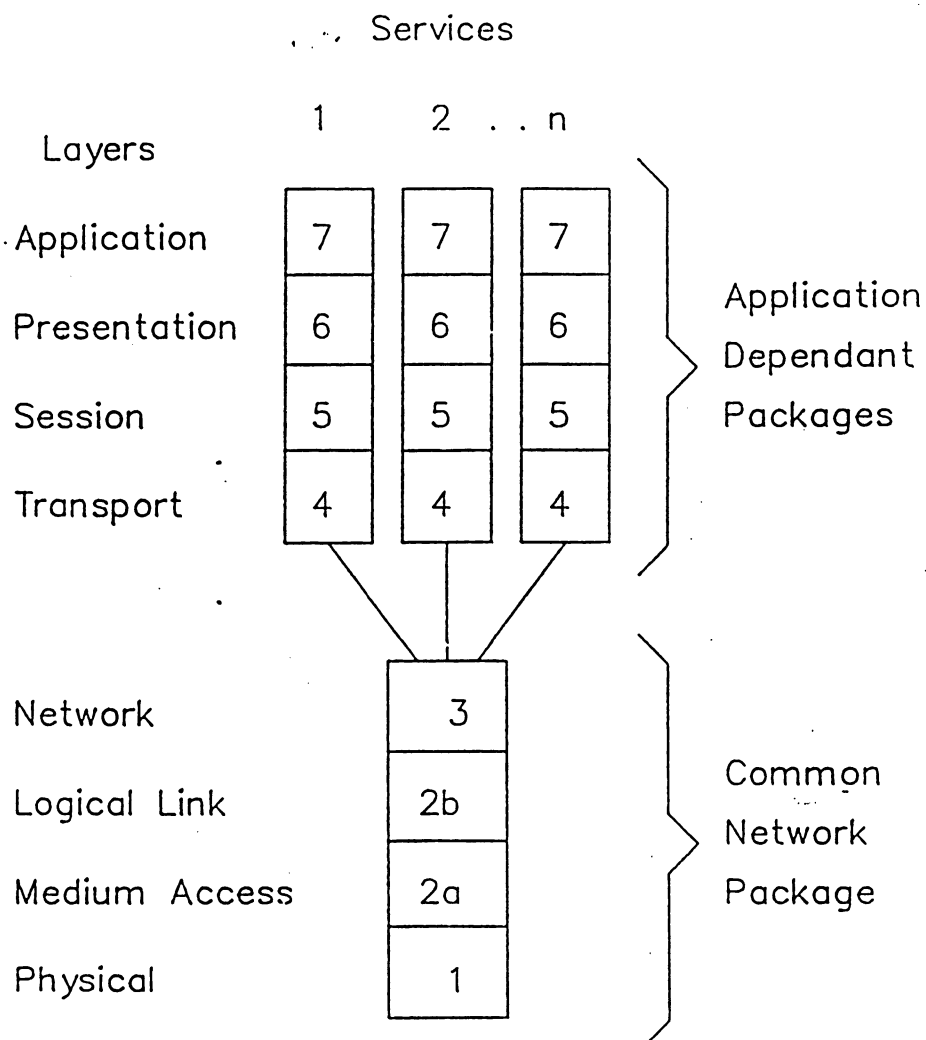 Services
1 2 . . n
Layers
Application 7 7 7
Presentation 6 6 6
Session 5 5 5
Transport 4 4 4
Application
Dependant
Packages
Network 3
Logical Link 2b
Medium Access 2a
Physical 1
Common
Network
Package